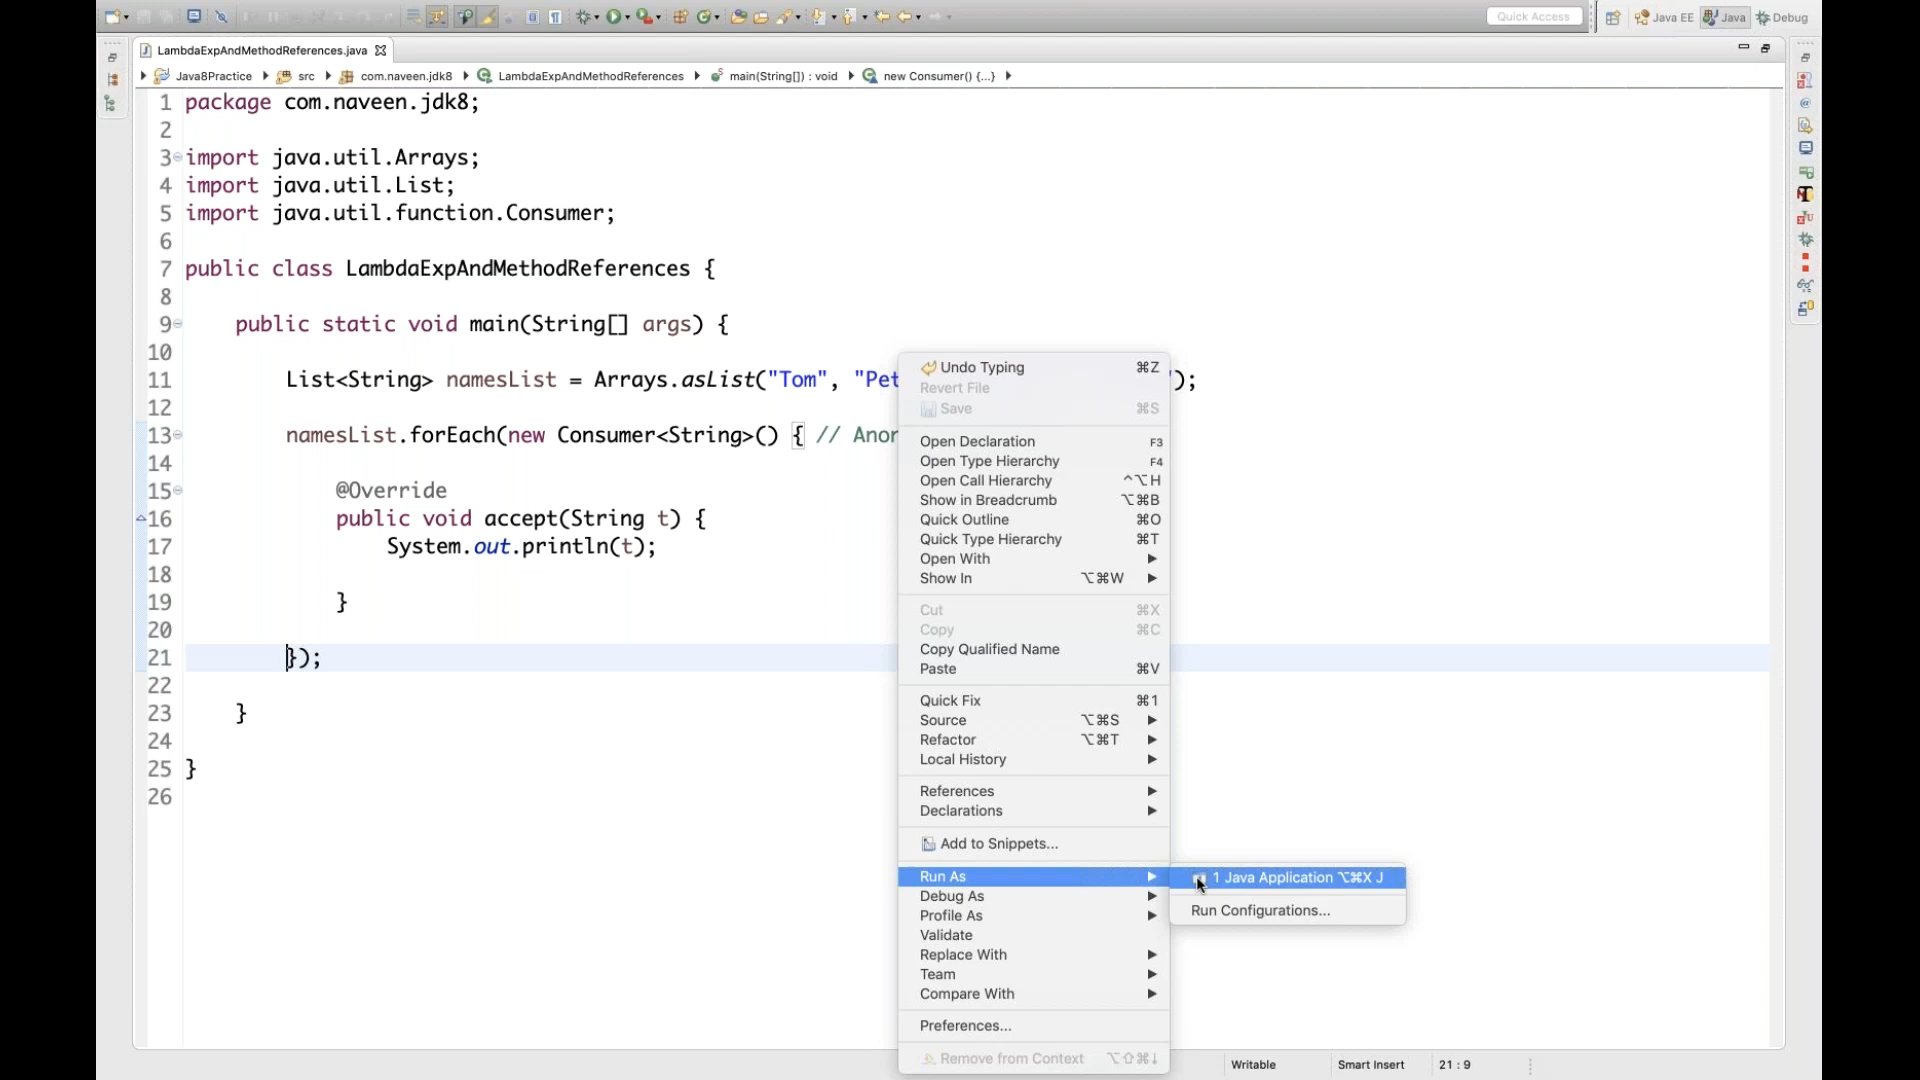 Quick Access
Java EE
Java
Debug
LambdaExpAndMethodReferences.java
Java8Practice
src
com.naveen.jdk8
LambdaExpAndMethodReferences
main(String[]) : void
new Consumer() {...}
1 package com.naveen.jdk8;
2
3 import java.util.Arrays;
4 import java.util.List;
5 import java.util.function.Consumer;
6
7 public class LambdaExpAndMethodReferences {
8
9 public static void main(String[] args) {
10
11 List<String> namesList = Arrays.asList("Tom", "Pet ");
12
13 namesList.forEach(new Consumer<String>() { // Anon
14
15 @Override
16 public void accept(String t) {
17 System.out.println(t);
18
19 }
20
21 });
22
23 }
24
25 }
26
Undo Typing ⌘Z
Revert File
Save ⌘S
Open Declaration F3
Open Type Hierarchy F4
Open Call Hierarchy ^⌥H
Show in Breadcrumb ⌥⌘B
Quick Outline ⌘O
Quick Type Hierarchy ⌘T
Open With
Show In ⌥⌘W
Cut ⌘X
Copy ⌘C
Copy Qualified Name
Paste ⌘V
Quick Fix ⌘1
Source ⌥⌘S
Refactor ⌥⌘T
Local History
References
Declarations
Add to Snippets...
Run As
Debug As
Profile As
Validate
Replace With
Team
Compare With
Preferences...
Remove from Context ⌥⇧⌘↓
1 Java Application ⌥⌘X J
Run Configurations...
Writable
Smart Insert
21 : 9